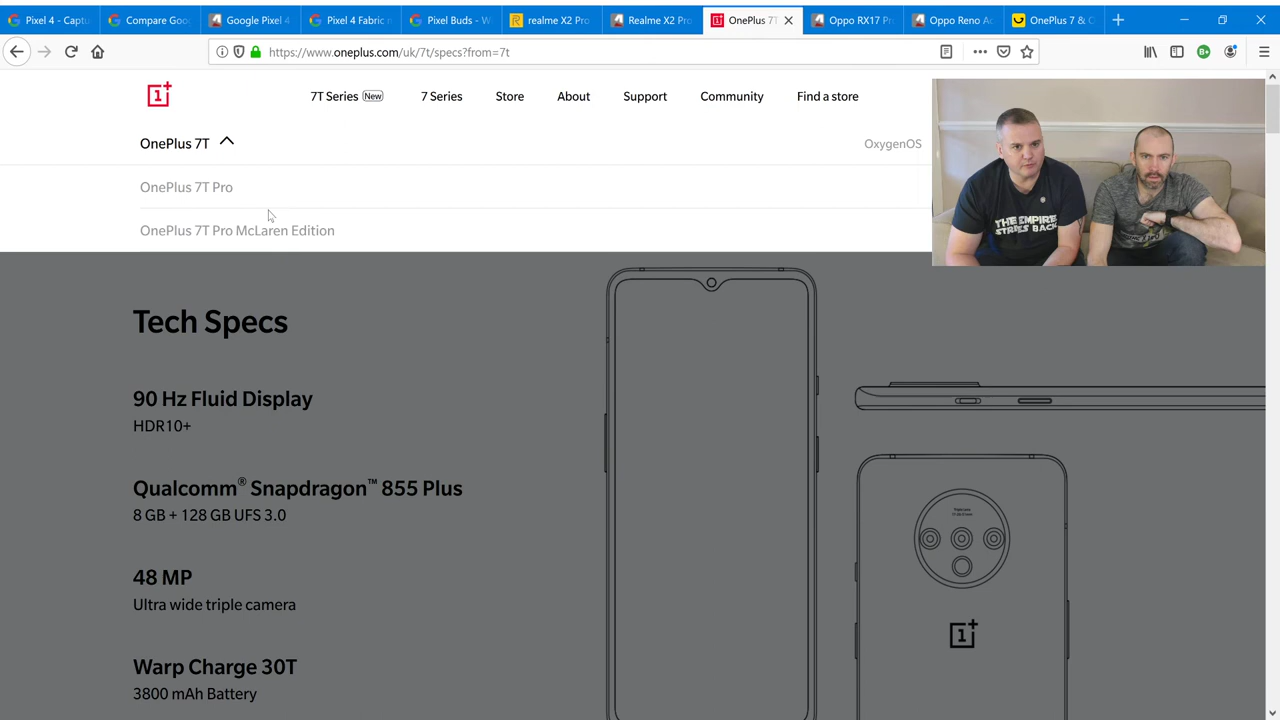 Pixel 4 - Captu
Compare Goo
Google Pixel 4
Pixel 4 Fabric
Pixel Buds - W
realme X2 Pro
Realme X2 Pro
OnePlus 7T
Oppo RX17 Pr
Oppo Reno Ac
OnePlus 7 & C
https://www.oneplus.com/uk/7t/specs?from=7t
7T Series New
7 Series
Store
About
Support
Community
Find a store
OnePlus 7T
OxygenOS
OnePlus 7T Pro
OnePlus 7T Pro McLaren Edition
THE EMPIRE
STRIKES BACK
Tech Specs
90 Hz Fluid Display
HDR10+
Qualcomm® Snapdragon™ 855 Plus
8 GB + 128 GB UFS 3.0
48 MP
Ultra wide triple camera
Warp Charge 30T
3800 mAh Battery